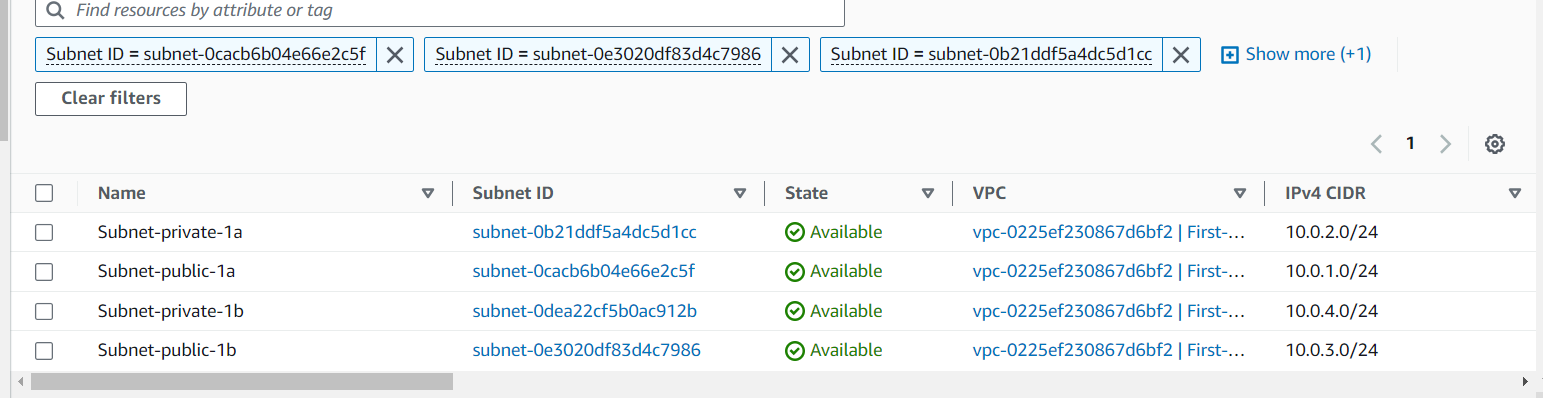 Find resources by attribute or tag
Subnet ID = subnet-0cacb6b04e66e2c5f Subnet ID = subnet-0e3020df83d4c7986 Subnet ID = subnet-0b21ddf5a4dc5d1cc Show more (+1)
Clear filters
1
Name Subnet ID State VPC IPv4 CIDR
Subnet-private-1a subnet-0b21ddf5a4dc5d1cc Available vpc-0225ef230867d6bf2 | First-... 10.0.2.0/24
Subnet-public-1a subnet-0cacb6b04e66e2c5f Available vpc-0225ef230867d6bf2 | First-... 10.0.1.0/24
Subnet-private-1b subnet-0dea22cf5b0ac912b Available vpc-0225ef230867d6bf2 | First-... 10.0.4.0/24
Subnet-public-1b subnet-0e3020df83d4c7986 Available vpc-0225ef230867d6bf2 | First-... 10.0.3.0/24